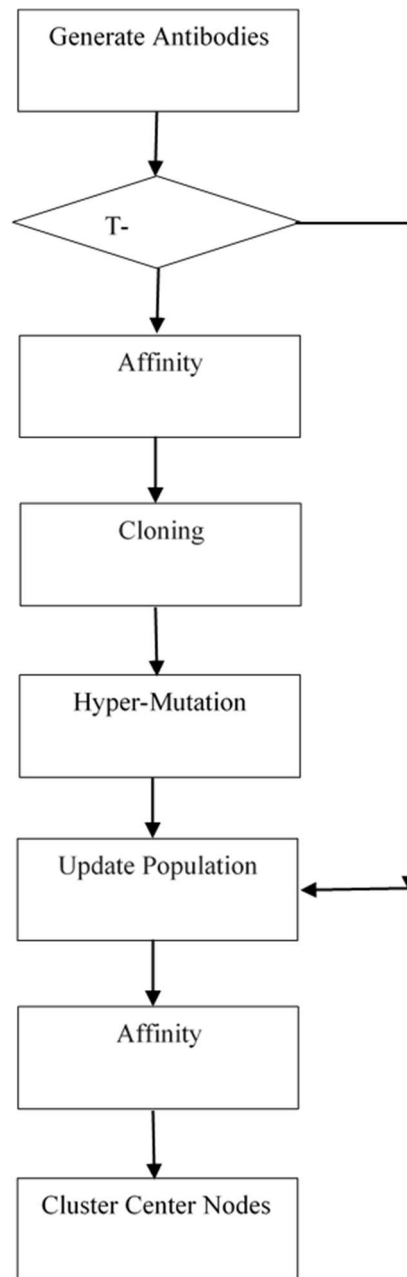 Generate Antibodies
T-
Affinity
Cloning
Hyper-Mutation
Update Population
Affinity
Cluster Center Nodes